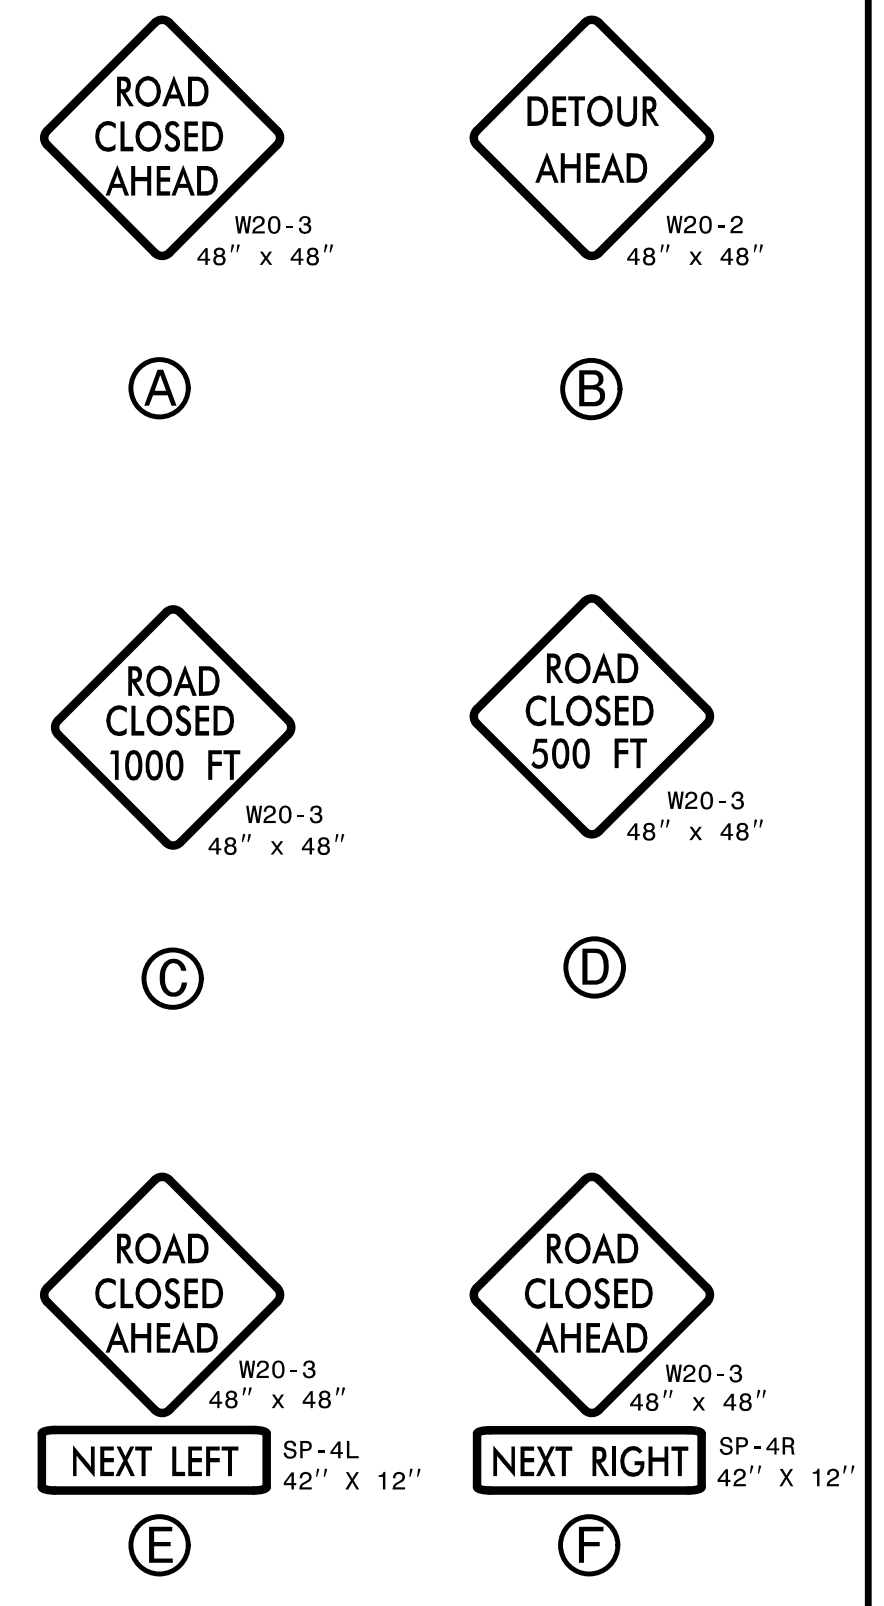 ROAD
CLOSED
AHEAD
W20-3
48" x 48"
A
DETOUR
AHEAD
W20-2
48" x 48"
B
ROAD
CLOSED
1000 FT
W20-3
48" x 48"
C
ROAD
CLOSED
500 FT
W20-3
48" x 48"
D
ROAD
CLOSED
AHEAD
W20-3
48" x 48"
NEXT LEFT
SP-4L
42'' X 12''
E
ROAD
CLOSED
AHEAD
W20-3
48" x 48"
NEXT RIGHT
SP-4R
42'' X 12''
F